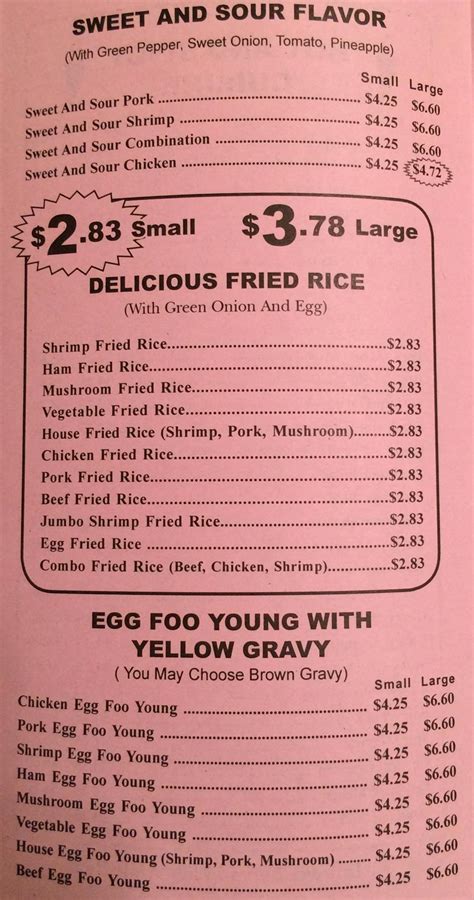 SWEET AND SOUR FLAVOR
(With Green Pepper, Sweet Onion, Tomato, Pineapple)
Small Large
Sweet And Sour Pork ........................................ $4.25 $6.60
Sweet And Sour Shrimp .................................... $4.25 $6.60
Sweet And Sour Combination ............................ $4.25 $6.60
Sweet And Sour Chicken .................................. $4.25 $4.72
$2.83 Small $3.78 Large
DELICIOUS FRIED RICE
(With Green Onion And Egg)
Shrimp Fried Rice............................................$2.83
Ham Fried Rice................................................$2.83
Mushroom Fried Rice........................................$2.83
Vegetable Fried Rice.........................................$2.83
House Fried Rice (Shrimp, Pork, Mushroom).........$2.83
Chicken Fried Rice...........................................$2.83
Pork Fried Rice................................................$2.83
Beef Fried Rice................................................$2.83
Jumbo Shrimp Fried Rice..................................$2.83
Egg Fried Rice ................................................$2.83
Combo Fried Rice (Beef, Chicken, Shrimp).............$2.83
EGG FOO YOUNG WITH
YELLOW GRAVY
( You May Choose Brown Gravy)
Small Large
Chicken Egg Foo Young .................................... $4.25 $6.60
Pork Egg Foo Young ........................................ $4.25 $6.60
Shrimp Egg Foo Young ..................................... $4.25 $6.60
Ham Egg Foo Young ........................................ $4.25 $6.60
Mushroom Egg Foo Young ................................. $4.25 $6.60
Vegetable Egg Foo Young .................................. $4.25 $6.60
House Egg Foo Young (Shrimp, Pork, Mushroom) ......... $4.25 $6.60
Beef Egg Foo Young ........................................ $4.25 $6.60